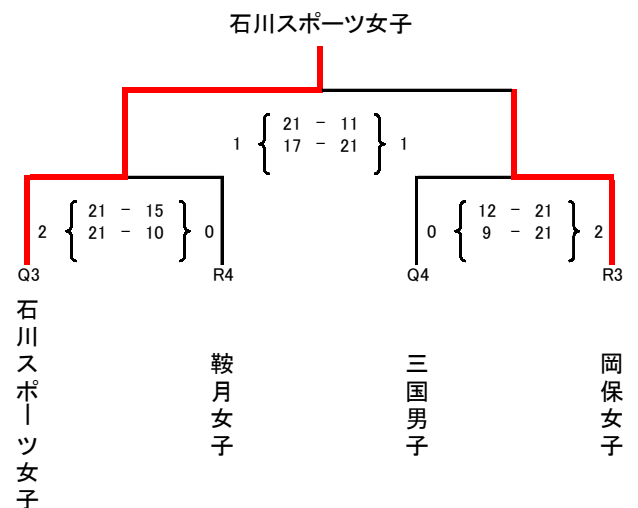 石川スポーツ女子
1 { 21 - 11 } 1
17 - 21
2 { 21 - 15 } 0
21 - 10
0 { 12 - 21 } 2
9 - 21
Q3
R4
Q4
R3
石川スポーツ女子
鞍月女子
三国男子
岡保女子